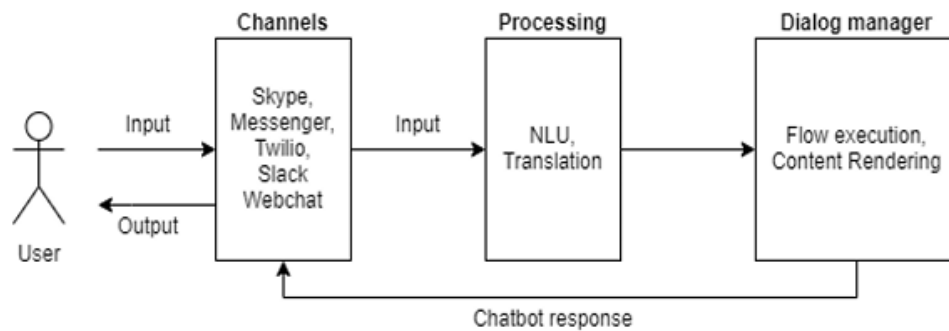 Channels
Processing
Dialog manager
Skype,
Messenger,
Twilio,
Slack
Webchat
Input
Input
NLU,
Translation
Flow execution,
Content Rendering
Output
User
Chatbot response